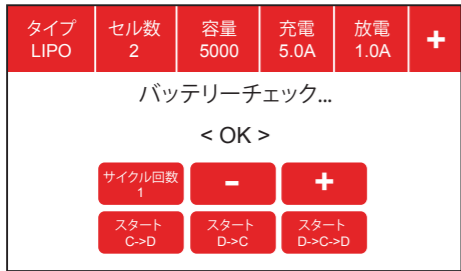 タイプ
LIPO
セル数
2
容量
5000
充電
5.0A
放電
1.0A
+
バッテリーチェック...
< OK >
サイクル回数
1
-
+
スタート
C->D
スタート
D->C
スタート
D->C->D